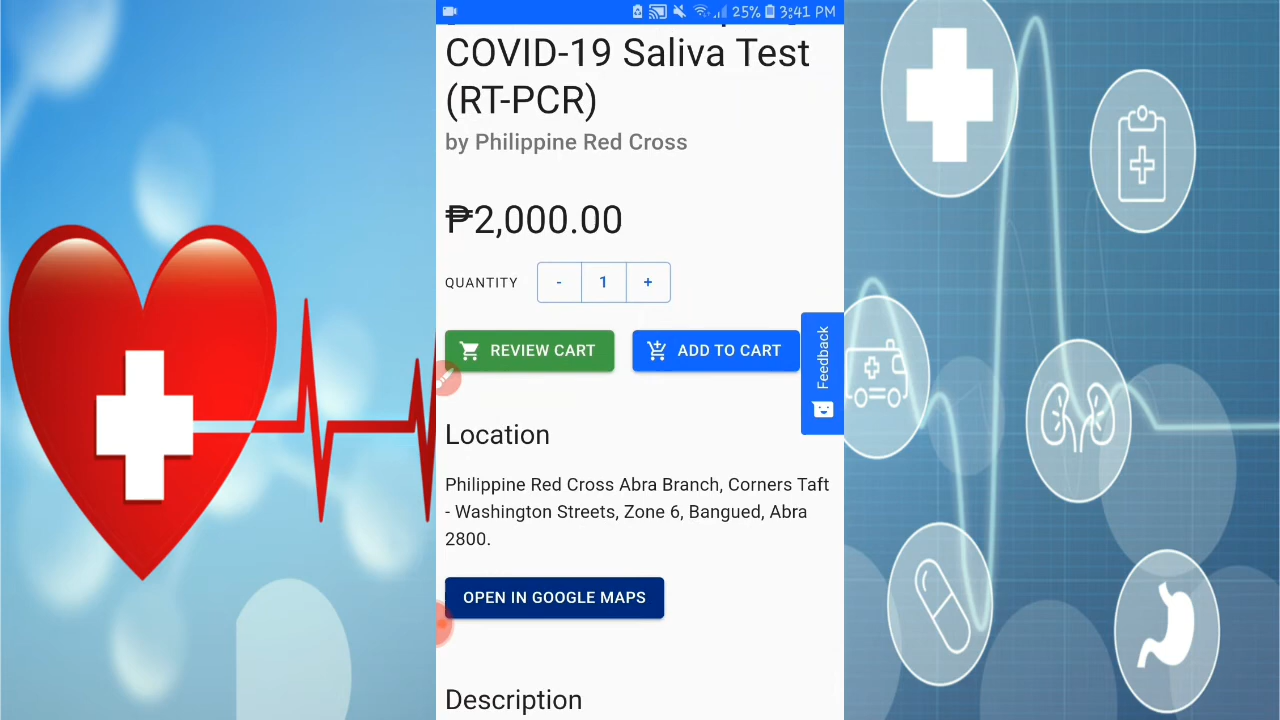 25% 3:41 PM
COVID-19 Saliva Test
(RT-PCR)
by Philippine Red Cross
₱2,000.00
QUANTITY - 1 +
REVIEW CART ADD TO CART
Feedback
Location
Philippine Red Cross Abra Branch, Corners Taft
- Washington Streets, Zone 6, Bangued, Abra
2800.
OPEN IN GOOGLE MAPS
Description